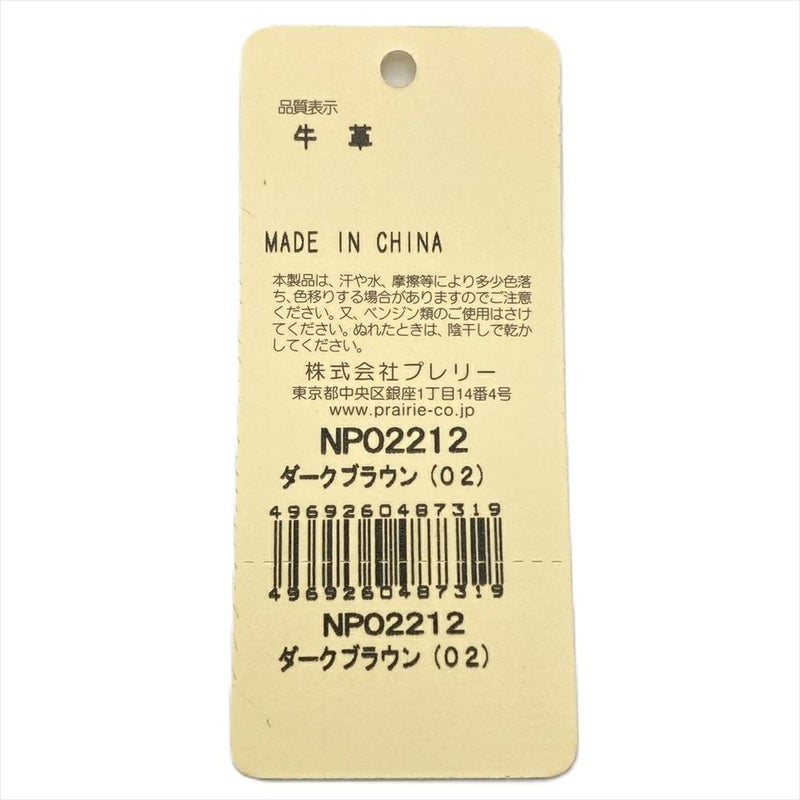 品質表示
牛 革
MADE IN CHINA
本製品は、汗や水、摩擦等により多少色落
ち、色移りする場合がありますのでご注意
ください。又、ベンジン類のご使用はさけ
てください。ぬれたときは、陰干しで乾か
してください。
株式会社プレリー
東京都中央区銀座1丁目14番4号
www.prairie-co.jp
NP02212
ダークブラウン(02)
4969260487319
4969260487319
NP02212
ダークブラウン(02)